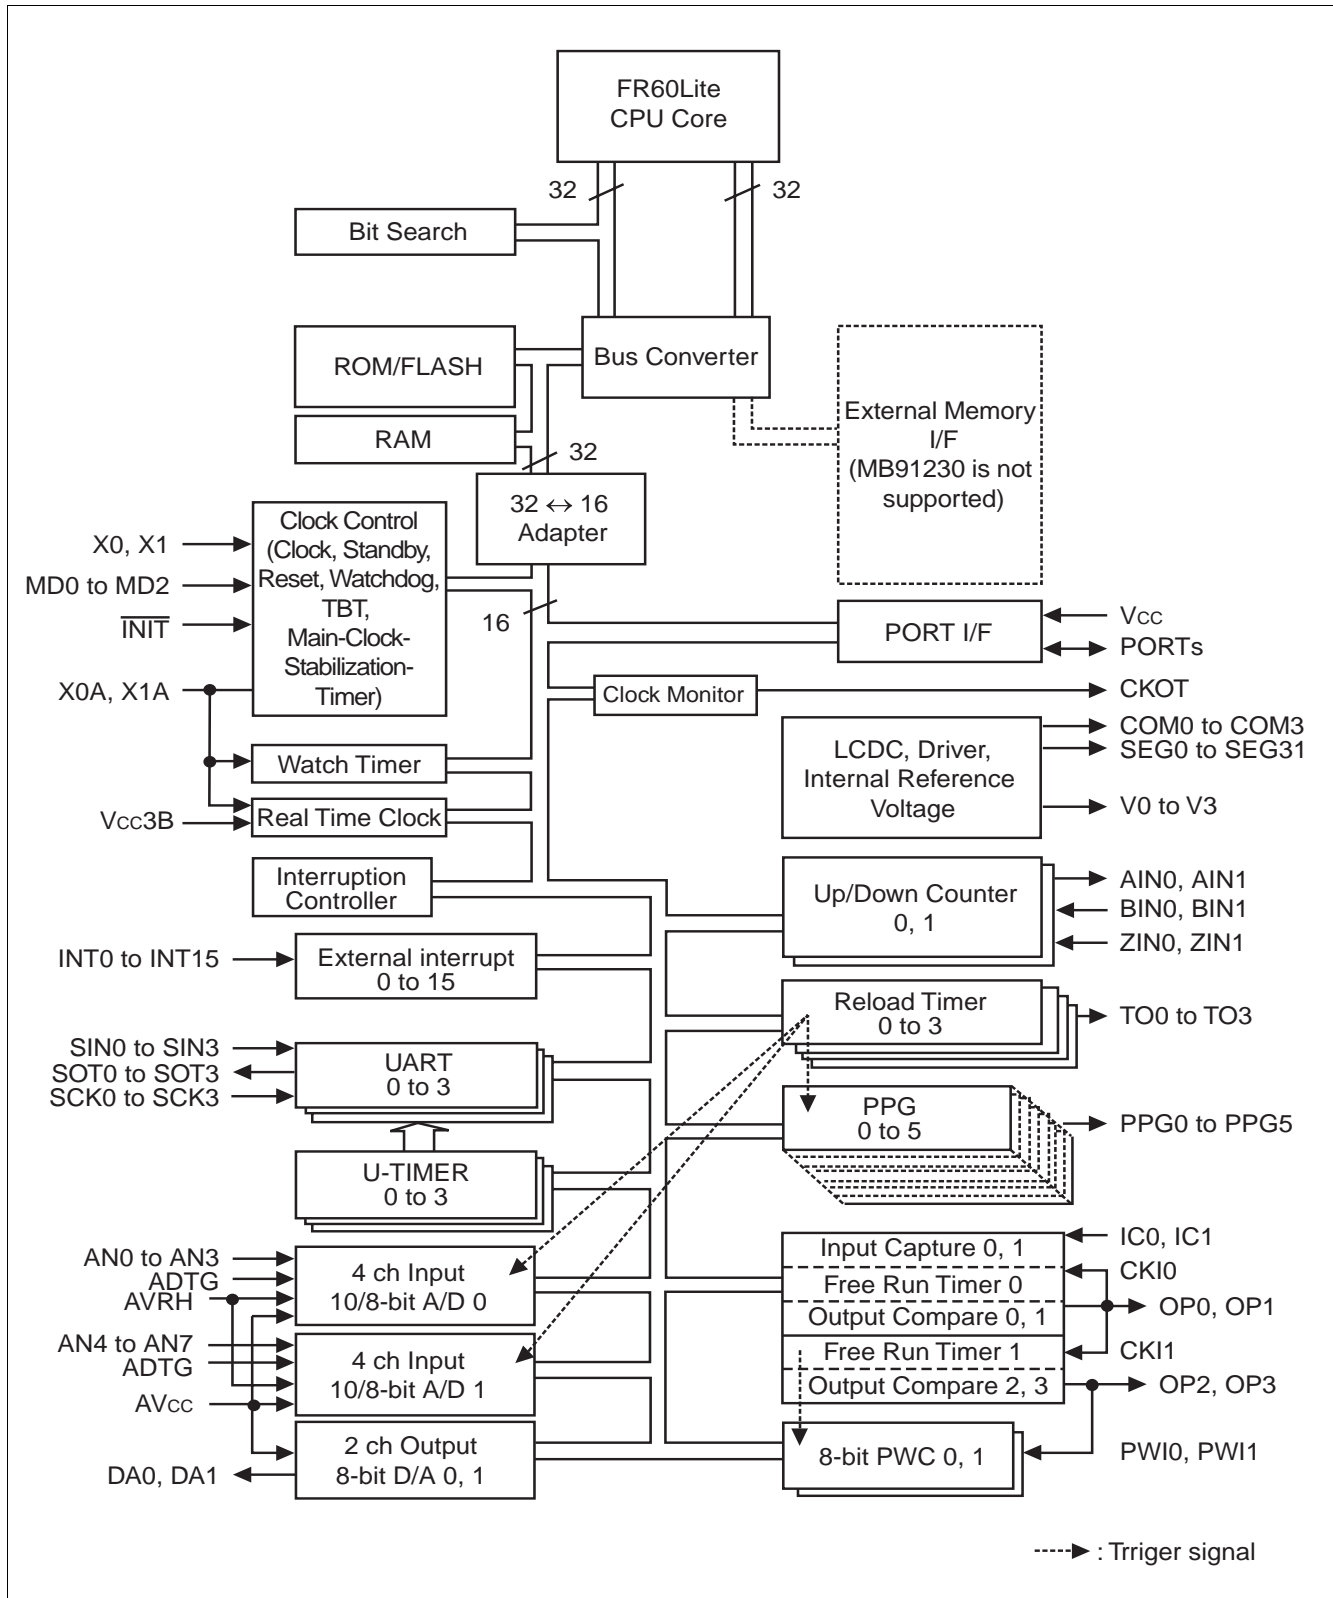 FR60Lite
CPU Core
32
32
Bit Search
ROM/FLASH
Bus Converter
External Memory
I/F
(MB91230 is not
supported)
RAM
32
32 ↔ 16
Adapter
Clock Control
(Clock, Standby,
Reset, Watchdog,
TBT,
Main-Clock-
Stabilization-
Timer)
X0, X1
MD0 to MD2
INIT
X0A, X1A
16
PORT I/F
Vcc
PORTs
Clock Monitor
CKOT
LCDC, Driver,
Internal Reference
Voltage
COM0 to COM3
SEG0 to SEG31
V0 to V3
Watch Timer
Vcc3B
Real Time Clock
Interruption
Controller
Up/Down Counter
0, 1
AIN0, AIN1
BIN0, BIN1
ZIN0, ZIN1
INT0 to INT15
External interrupt
0 to 15
Reload Timer
0 to 3
TO0 to TO3
SIN0 to SIN3
SOT0 to SOT3
SCK0 to SCK3
UART
0 to 3
PPG
0 to 5
PPG0 to PPG5
U-TIMER
0 to 3
AN0 to AN3
ADTG
AVRH
4 ch Input
10/8-bit A/D 0
Input Capture 0, 1
Free Run Timer 0
Output Compare 0, 1
Free Run Timer 1
Output Compare 2, 3
IC0, IC1
CKI0
OP0, OP1
CKI1
OP2, OP3
AN4 to AN7
ADTG
AVcc
4 ch Input
10/8-bit A/D 1
DA0, DA1
2 ch Output
8-bit D/A 0, 1
8-bit PWC 0, 1
PWI0, PWI1
: Trriger signal